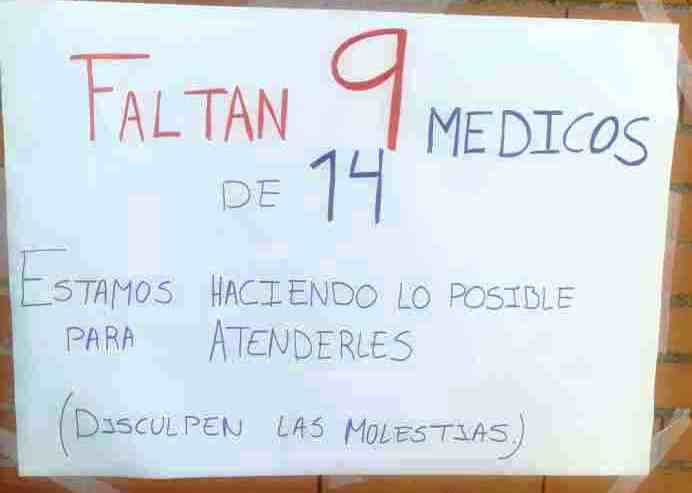 FALTAN 9 MEDICOS
DE 14
ESTAMOS HACIENDO LO POSIBLE
PARA ATENDERLES
(DISCULPEN LAS MOLESTIAS.)